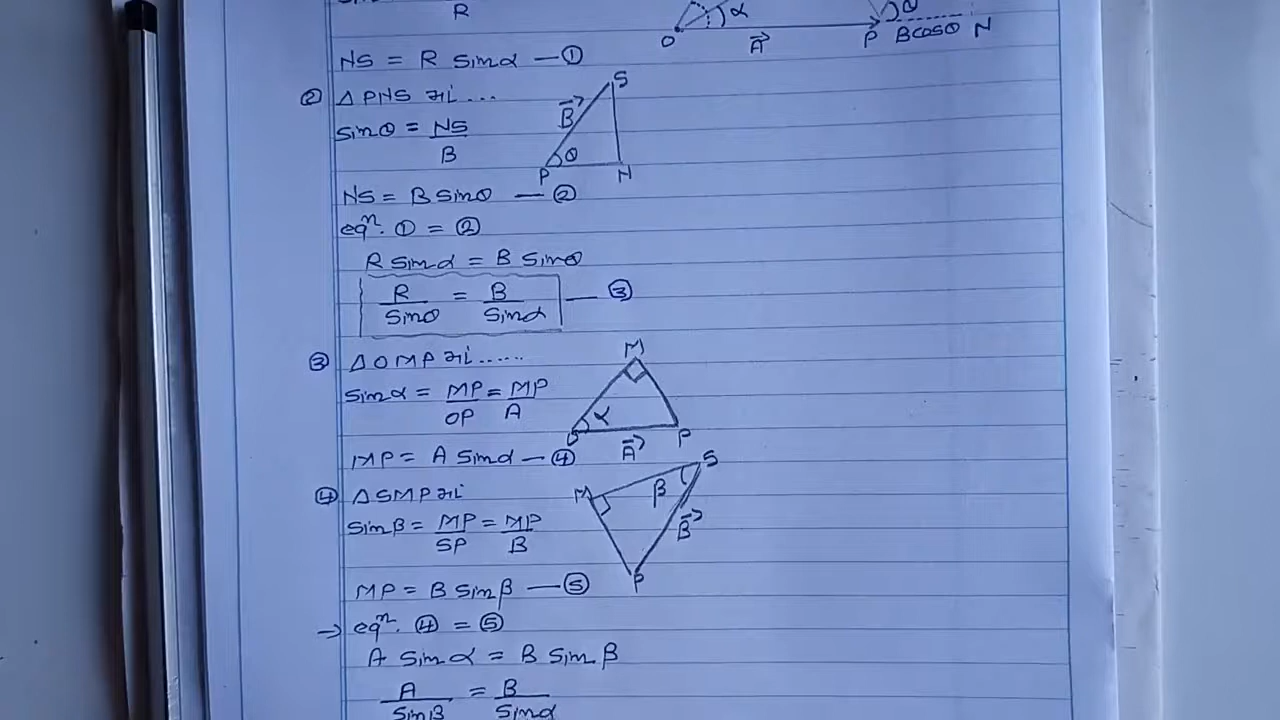 R
α
θ
O
A
P
B cosθ
N
NS = R sinα — ①
② △PNS માં ...
S
B
sinθ = NS
B
θ
P
N
NS = B sinθ — ②
eqⁿ. ① = ②
R sinα = B sinθ
R = B — ③
sinθ sinα
③ △OMP માં ......
M
sinα = MP = MP
OP A
α
O
P
A
MP = A sinα — ④
S
④ △SMP માં
M
β
sinβ = MP = MP
SP B
B
P
MP = B sinβ — ⑤
→ eqⁿ. ④ = ⑤
A sinα = B sinβ
A = B
sinβ sinα